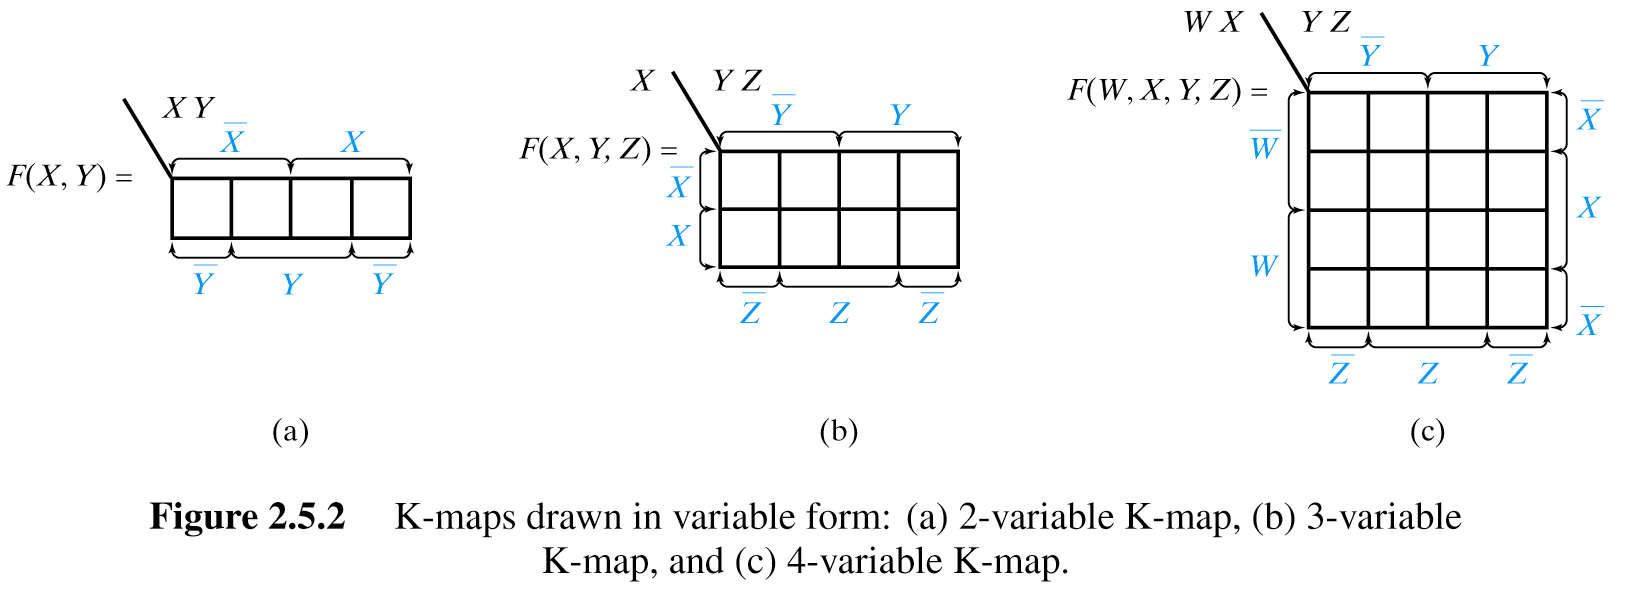 X Y
X̅ X
F(X, Y) =
Y̅ Y Y̅
(a)
X Y Z
Y̅ Y
F(X, Y, Z) =
X̅
X
Z̅ Z Z̅
(b)
W X Y Z
Y̅ Y
F(W, X, Y, Z) =
X̅
W̅
X
W
X̅
Z̅ Z Z̅
(c)
Figure 2.5.2 K-maps drawn in variable form: (a) 2-variable K-map, (b) 3-variable
K-map, and (c) 4-variable K-map.